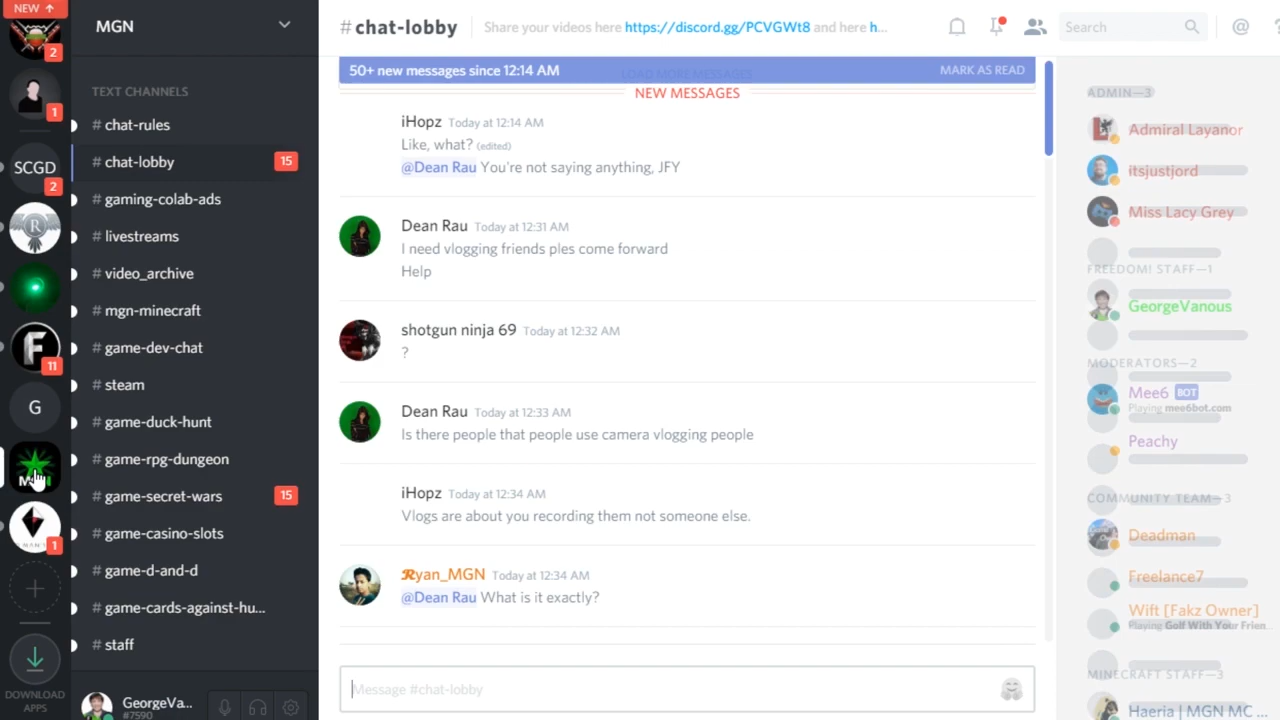 NEW ↑
2
1
SCGD
2
R
F
11
G
MGN
1
+
DOWNLOAD
APPS
MGN
TEXT CHANNELS
# chat-rules
# chat-lobby 15
# gaming-colab-ads
# livestreams
# video_archive
# mgn-minecraft
# game-dev-chat
# steam
# game-duck-hunt
# game-rpg-dungeon
# game-secret-wars 15
# game-casino-slots
# game-d-and-d
# game-cards-against-hu...
# staff
GeorgeVa...
#7590
#chat-lobby Share your videos here https://discord.gg/PCVGWt8 and here h...
Search
@
?
50+ new messages since 12:14 AM LOAD MORE MESSAGES MARK AS READ
NEW MESSAGES
iHopz Today at 12:14 AM
Like, what? (edited)
@Dean Rau You're not saying anything, JFY
Dean Rau Today at 12:31 AM
I need vlogging friends ples come forward
Help
shotgun ninja 69 Today at 12:32 AM
?
Dean Rau Today at 12:33 AM
Is there people that people use camera vlogging people
iHopz Today at 12:34 AM
Vlogs are about you recording them not someone else.
𝓡yan_MGN Today at 12:34 AM
@Dean Rau What is it exactly?
Message #chat-lobby
ADMIN—3
Admiral Layanor
itsjustjord
Miss Lacy Grey
FREEDOM! STAFF—1
GeorgeVanous
MODERATORS—2
Mee6 BOT
Playing mee6bot.com
Peachy
COMMUNITY TEAM—3
Deadman
Freelance7
Wift [Fakz Owner]
Playing Golf With Your Frien...
MINECRAFT STAFF—3
Haeria | MGN MC ...